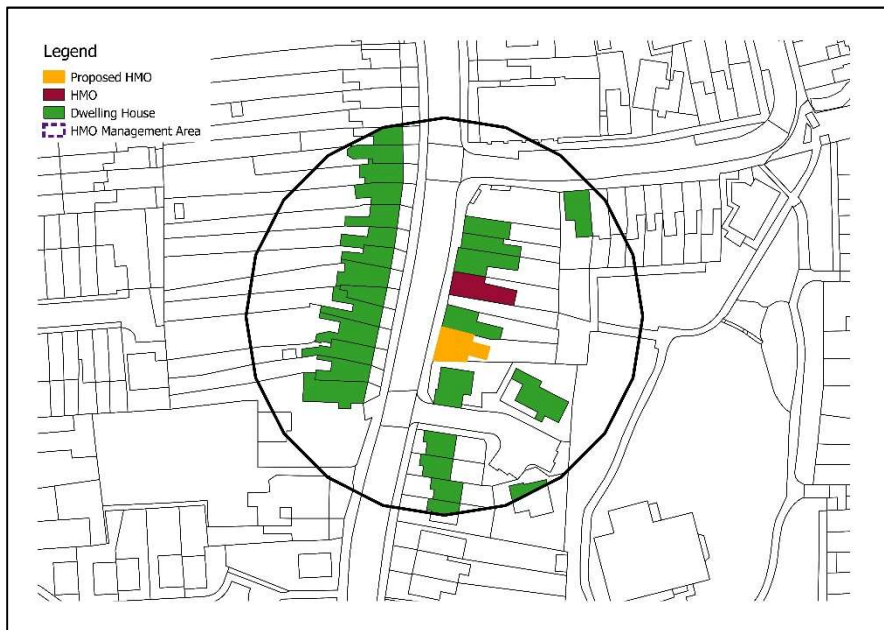 Legend
Proposed HMO
HMO
Dwelling House
HMO Management Area